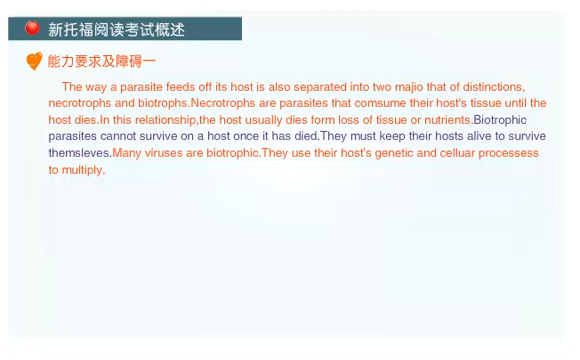 新托福阅读考试概述
能力要求及障碍一
The way a parasite feeds off its host is also separated into two majio that of distinctions,
necrotrophs and biotrophs.Necrotrophs are parasites that comsume their host's tissue until the
host dies.In this relationship,the host usually dies form loss of tissue or nutrients.Biotrophic
parasites cannot survive on a host once it has died.They must keep their hosts alive to survive
themsleves.Many viruses are biotrophic.They use their host's genetic and celluar processess
to multiply.